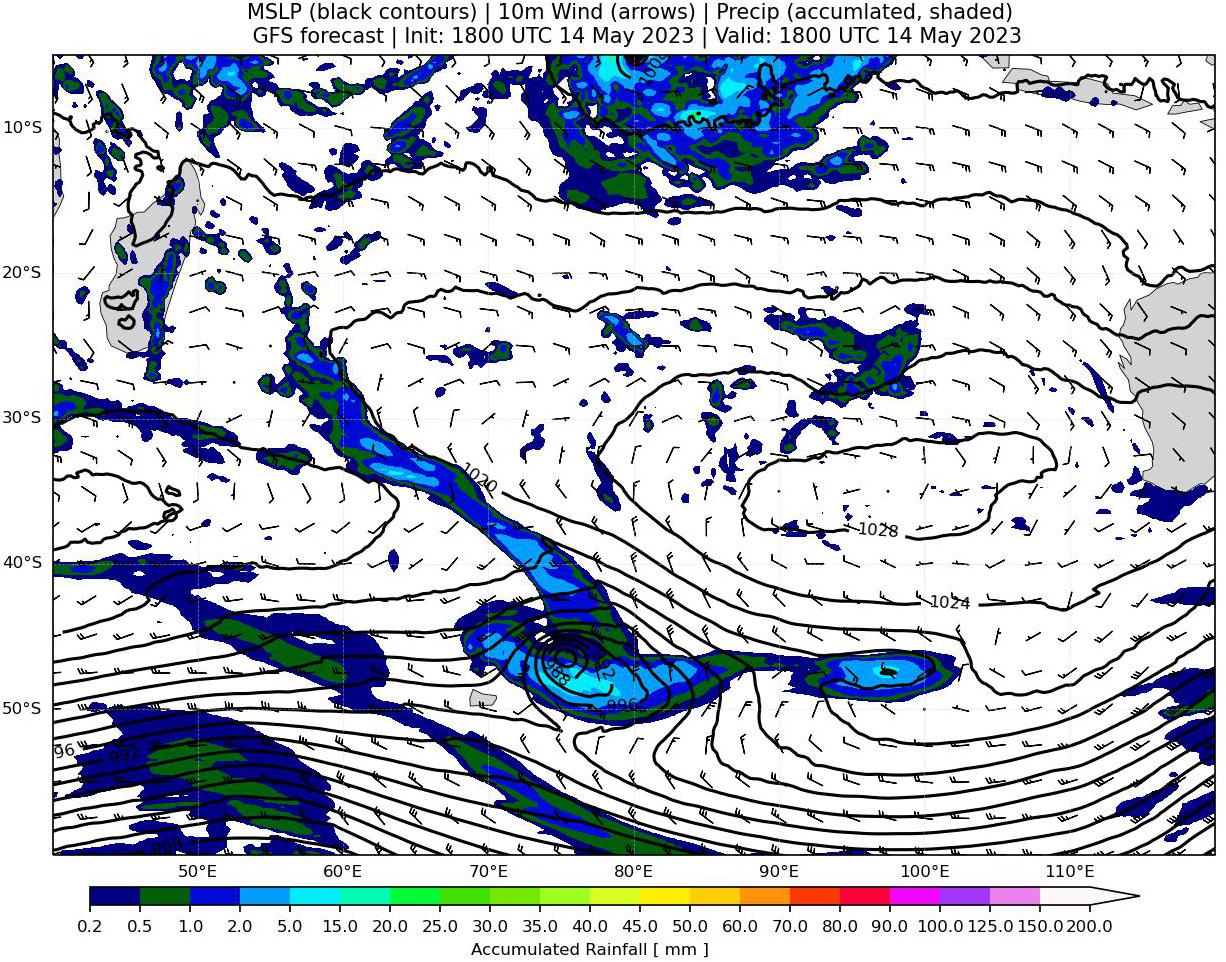 MSLP (black contours) | 10m Wind (arrows) | Precip (accumlated, shaded)
GFS forecast | Init: 1800 UTC 14 May 2023 | Valid: 1800 UTC 14 May 2023
10°S
20°S
30°S
1020
1028
40°S
1024
992
988
50°S
996
96
992
50°E 60°E 70°E 80°E 90°E 100°E 110°E
0.2 0.5 1.0 2.0 5.0 10.0 15.0 20.0 25.0 30.0 35.0 40.0 45.0 50.0 60.0 70.0 80.0 90.0 100.0 125.0 150.0 200.0
Accumulated Rainfall [ mm ]